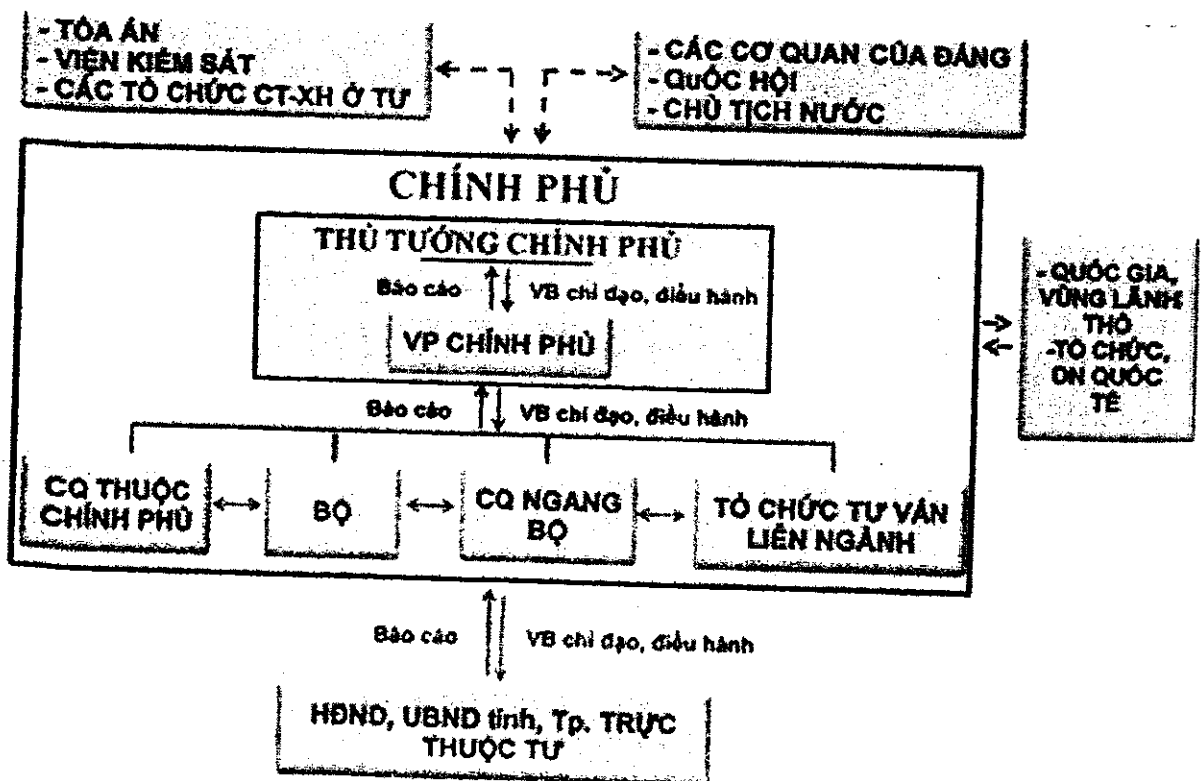 - TÒA ÁN
- VIỆN KIỂM SÁT
- CÁC TỔ CHỨC CT-XH Ở TƯ
- CÁC CƠ QUAN CỦA ĐẢNG
- QUỐC HỘI
- CHỦ TỊCH NƯỚC
CHÍNH PHỦ
THỦ TƯỚNG CHÍNH PHỦ
Báo cáo
VB chỉ đạo, điều hành
VP CHÍNH PHỦ
Báo cáo
VB chỉ đạo, điều hành
CQ THUỘC
CHÍNH PHỦ
BỘ
CQ NGANG
BỘ
TỔ CHỨC TƯ VẤN
LIÊN NGÀNH
- QUỐC GIA,
VÙNG LÃNH
THỔ
-TỔ CHỨC,
DN QUỐC
TẾ
Báo cáo
VB chỉ đạo, điều hành
HĐND, UBND tỉnh, Tp. TRỰC
THUỘC TƯ